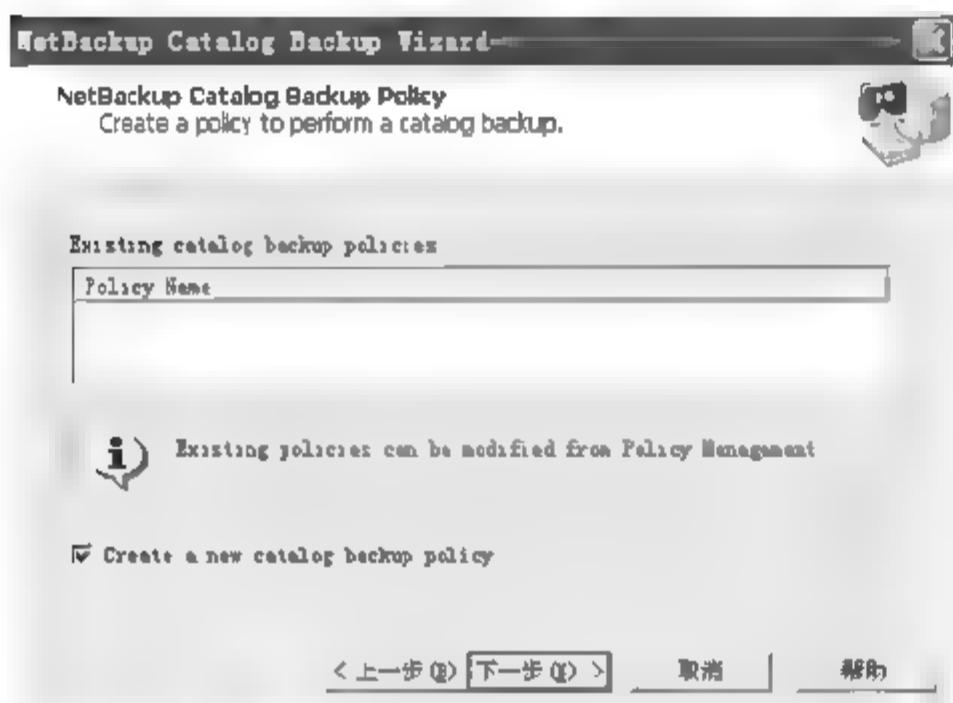 NetBackup Catalog Backup Wizard
NetBackup Catalog Backup Policy
Create a policy to perform a catalog backup.
Existing catalog backup policies
Policy Name
Existing policies can be modified from Policy Management
Create a new catalog backup policy
< 上一步(B) 下一步(N) > 取消 帮助